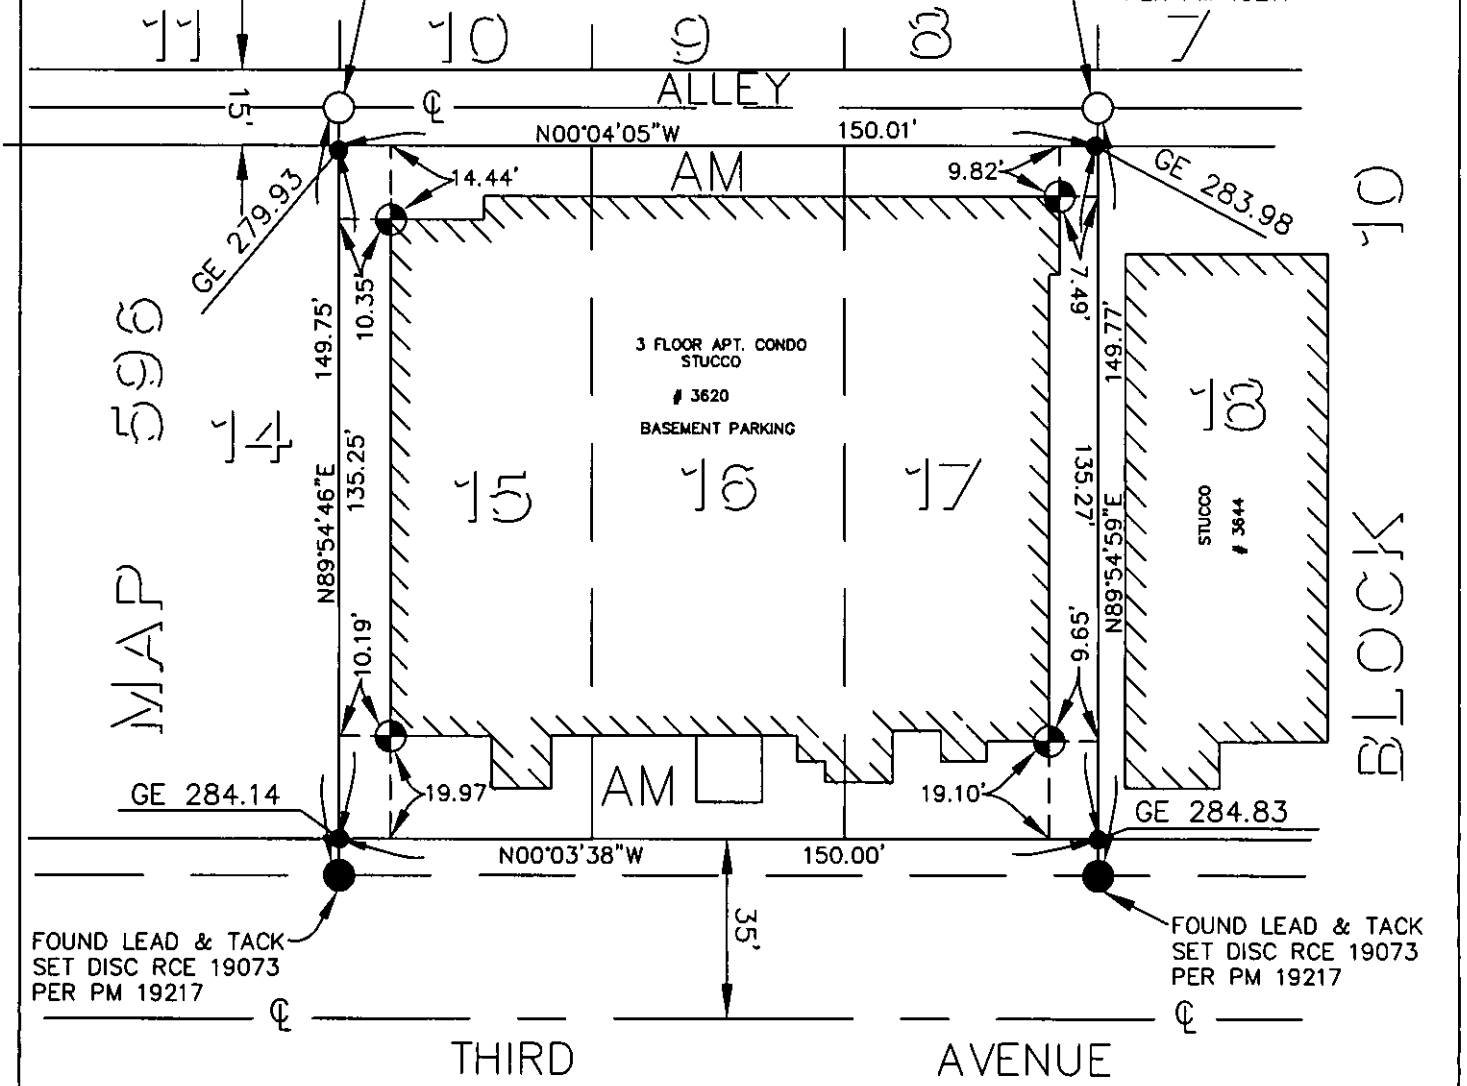 11
10
9
8
7
ALLEY
15'
℄
N00°04'05"W
150.01'
AM
14.44'
9.82'
GE 279.93
GE 283.98
10
10.35'
7.49'
149.75'
149.77'
596
3 FLOOR APT. CONDO
STUCCO
# 3620
BASEMENT PARKING
14
135.25'
15
16
17
135.27'
18
STUCCO
# 3644
N89°54'46"E
N89°54'59"E
MAP
BLOCK
10.19'
9.65'
GE 284.14
19.97
AM
19.10'
GE 284.83
N00°03'38"W
150.00'
35'
FOUND LEAD & TACK
SET DISC RCE 19073
PER PM 19217
FOUND LEAD & TACK
SET DISC RCE 19073
PER PM 19217
℄
℄
THIRD AVENUE